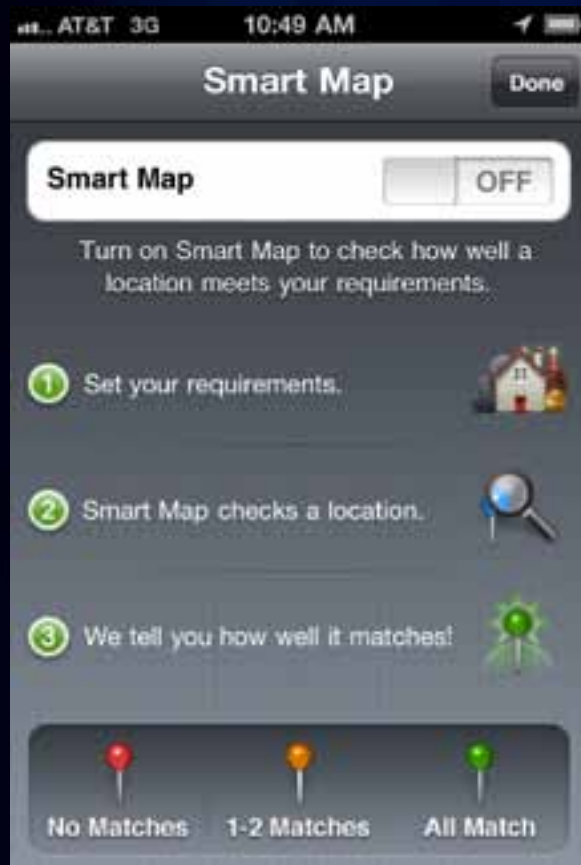 AT&T 3G 10:49 AM
Smart Map Done
Smart Map OFF
Turn on Smart Map to check how well a
location meets your requirements.
1 Set your requirements.
2 Smart Map checks a location.
3 We tell you how well it matches!
No Matches 1-2 Matches All Match